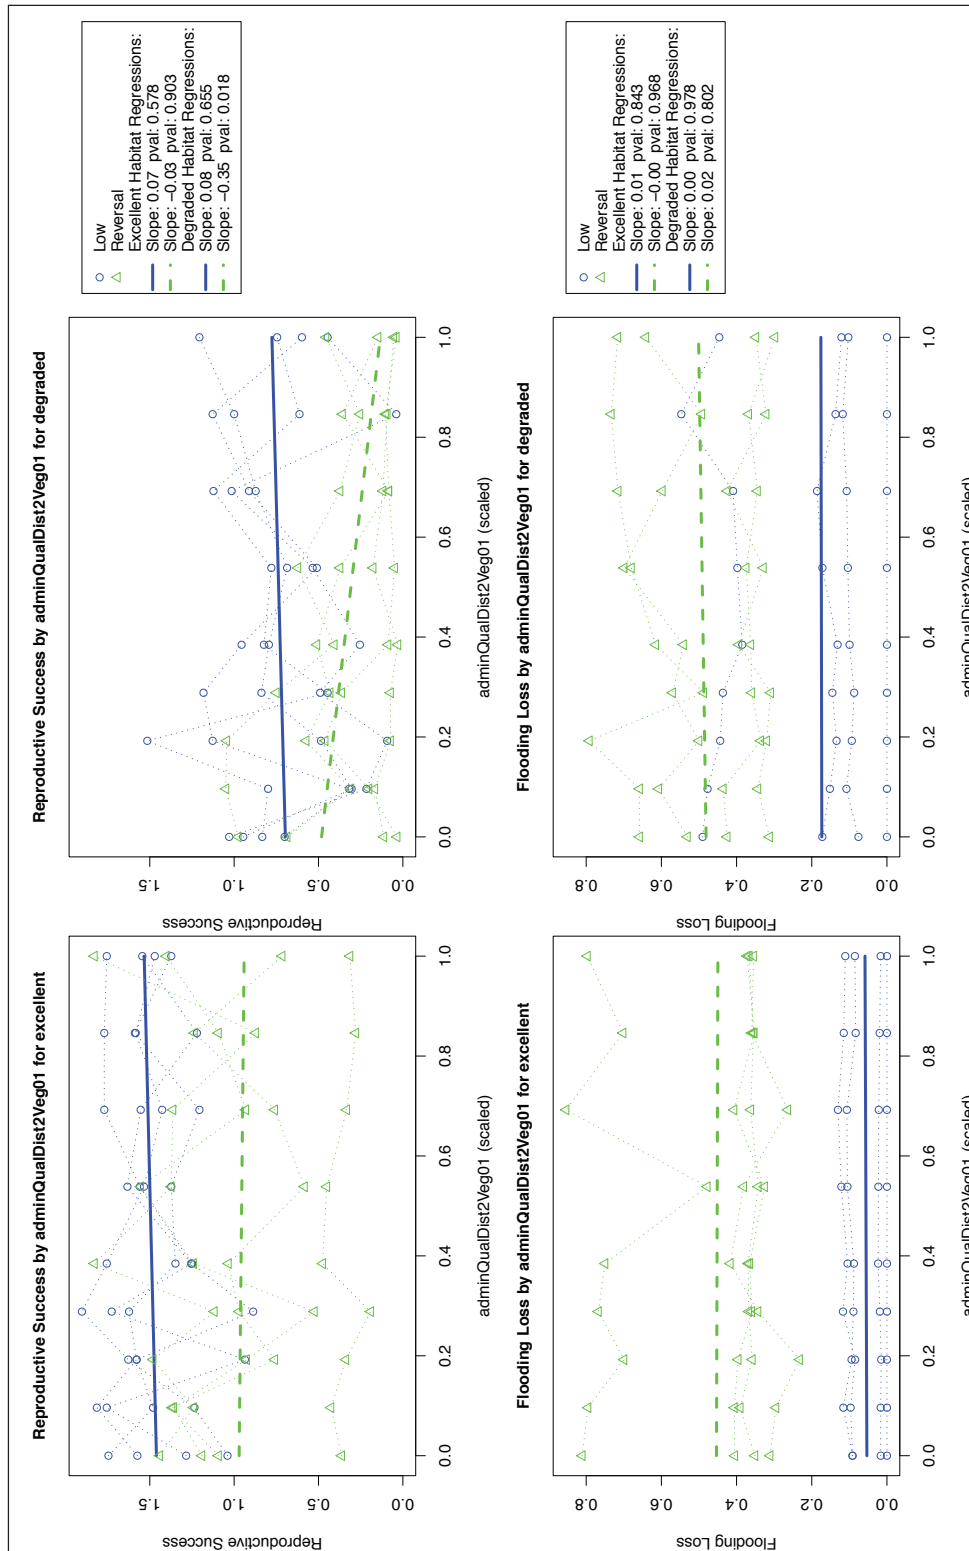 Reproductive Success by adminQualDist2Veg01 for excellent
Reproductive Success
0.0 0.5 1.0 1.5
0.0 0.2 0.4 0.6 0.8 1.0
adminQualDist2Veg01 (scaled)
Reproductive Success by adminQualDist2Veg01 for degraded
Reproductive Success
0.0 0.5 1.0 1.5
0.0 0.2 0.4 0.6 0.8 1.0
adminQualDist2Veg01 (scaled)
Low
Reversal
Excellent Habitat Regressions:
Slope: 0.07 pval: 0.578
Slope: −0.03 pval: 0.903
Degraded Habitat Regressions:
Slope: 0.08 pval: 0.655
Slope: −0.35 pval: 0.018
Flooding Loss by adminQualDist2Veg01 for excellent
Flooding Loss
0.0 0.2 0.4 0.6 0.8
0.0 0.2 0.4 0.6 0.8 1.0
adminQualDist2Veg01 (scaled)
Flooding Loss by adminQualDist2Veg01 for degraded
Flooding Loss
0.0 0.2 0.4 0.6 0.8
0.0 0.2 0.4 0.6 0.8 1.0
adminQualDist2Veg01 (scaled)
Low
Reversal
Excellent Habitat Regressions:
Slope: 0.01 pval: 0.843
Slope: −0.00 pval: 0.968
Degraded Habitat Regressions:
Slope: 0.00 pval: 0.978
Slope: 0.02 pval: 0.802